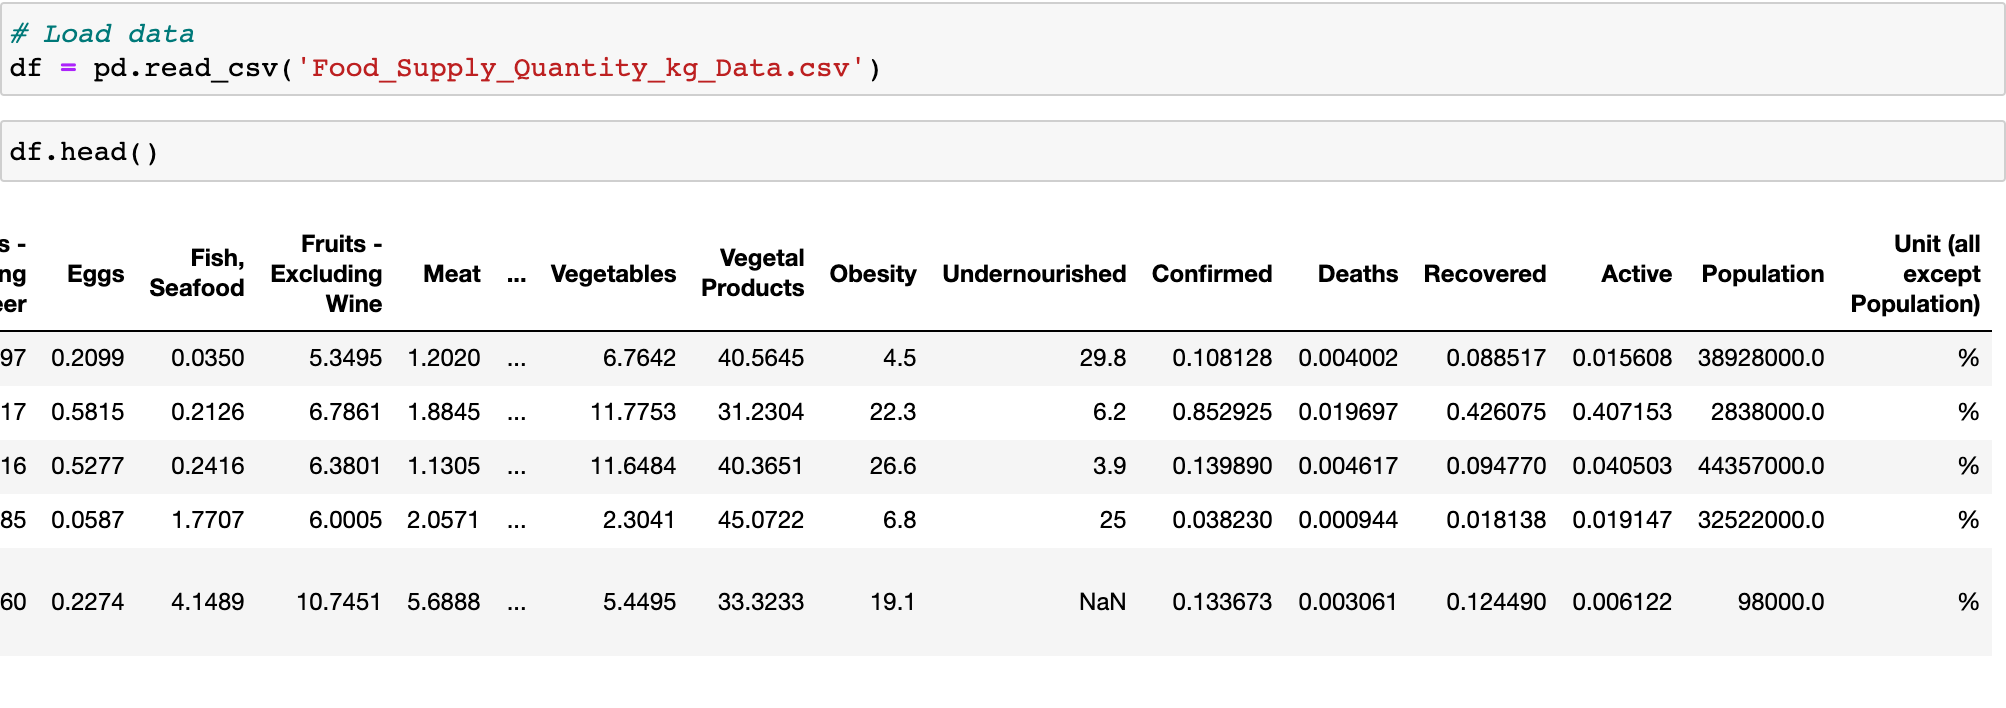 # Load data
df = pd.read_csv('Food_Supply_Quantity_kg_Data.csv')
df.head()
s - Fruits - Unit (all
ng Eggs Fish, Seafood Excluding Meat ... Vegetables Vegetal Products Obesity Undernourished Confirmed Deaths Recovered Active Population except
eer Wine Population)
97 0.2099 0.0350 5.3495 1.2020 ... 6.7642 40.5645 4.5 29.8 0.108128 0.004002 0.088517 0.015608 38928000.0 %
17 0.5815 0.2126 6.7861 1.8845 ... 11.7753 31.2304 22.3 6.2 0.852925 0.019697 0.426075 0.407153 2838000.0 %
16 0.5277 0.2416 6.3801 1.1305 ... 11.6484 40.3651 26.6 3.9 0.139890 0.004617 0.094770 0.040503 44357000.0 %
85 0.0587 1.7707 6.0005 2.0571 ... 2.3041 45.0722 6.8 25 0.038230 0.000944 0.018138 0.019147 32522000.0 %
60 0.2274 4.1489 10.7451 5.6888 ... 5.4495 33.3233 19.1 NaN 0.133673 0.003061 0.124490 0.006122 98000.0 %